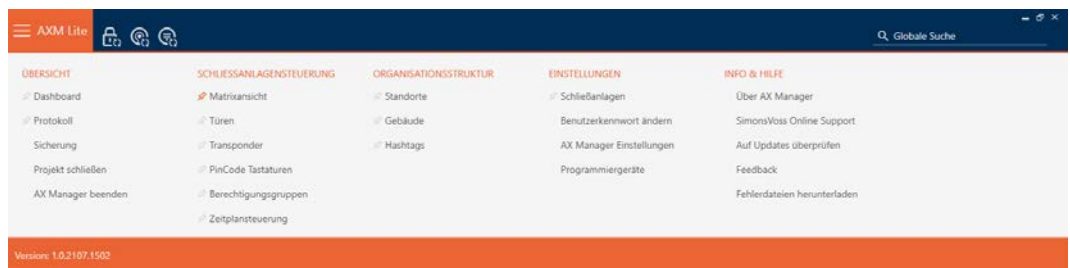 AXM Lite
Globale Suche
ÜBERSICHT
Dashboard
Protokoll
Sicherung
Projekt schließen
AX Manager beenden
SCHLIESSANLAGENSTEUERUNG
Matrixansicht
Türen
Transponder
PinCode Tastaturen
Berechtigungsgruppen
Zeitplansteuerung
ORGANISATIONSSTRUKTUR
Standorte
Gebäude
Hashtags
EINSTELLUNGEN
Schließanlagen
Benutzerkennwort ändern
AX Manager Einstellungen
Programmiergeräte
INFO & HILFE
Über AX Manager
SimonsVoss Online Support
Auf Updates überprüfen
Feedback
Fehlerdateien herunterladen
Version: 1.0.2107.1502